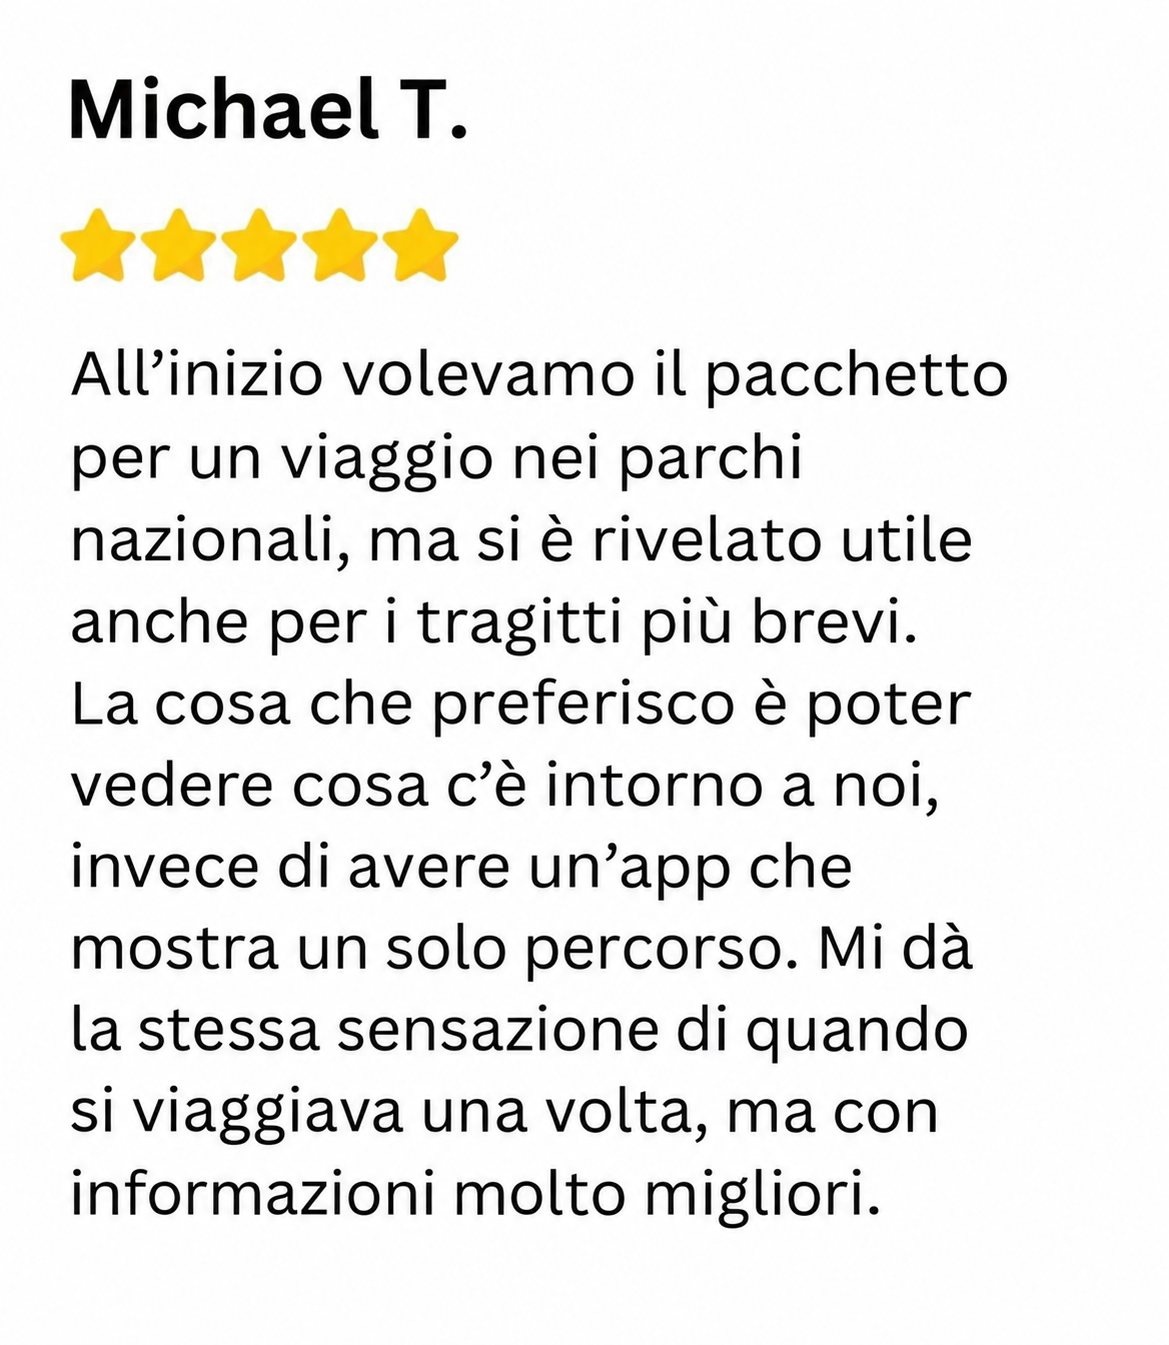 Michael T.
All’inizio volevamo il pacchetto
per un viaggio nei parchi
nazionali, ma si è rivelato utile
anche per i tragitti più brevi.
La cosa che preferisco è poter
vedere cosa c’è intorno a noi,
invece di avere un’app che
mostra un solo percorso. Mi dà
la stessa sensazione di quando
si viaggiava una volta, ma con
informazioni molto migliori.